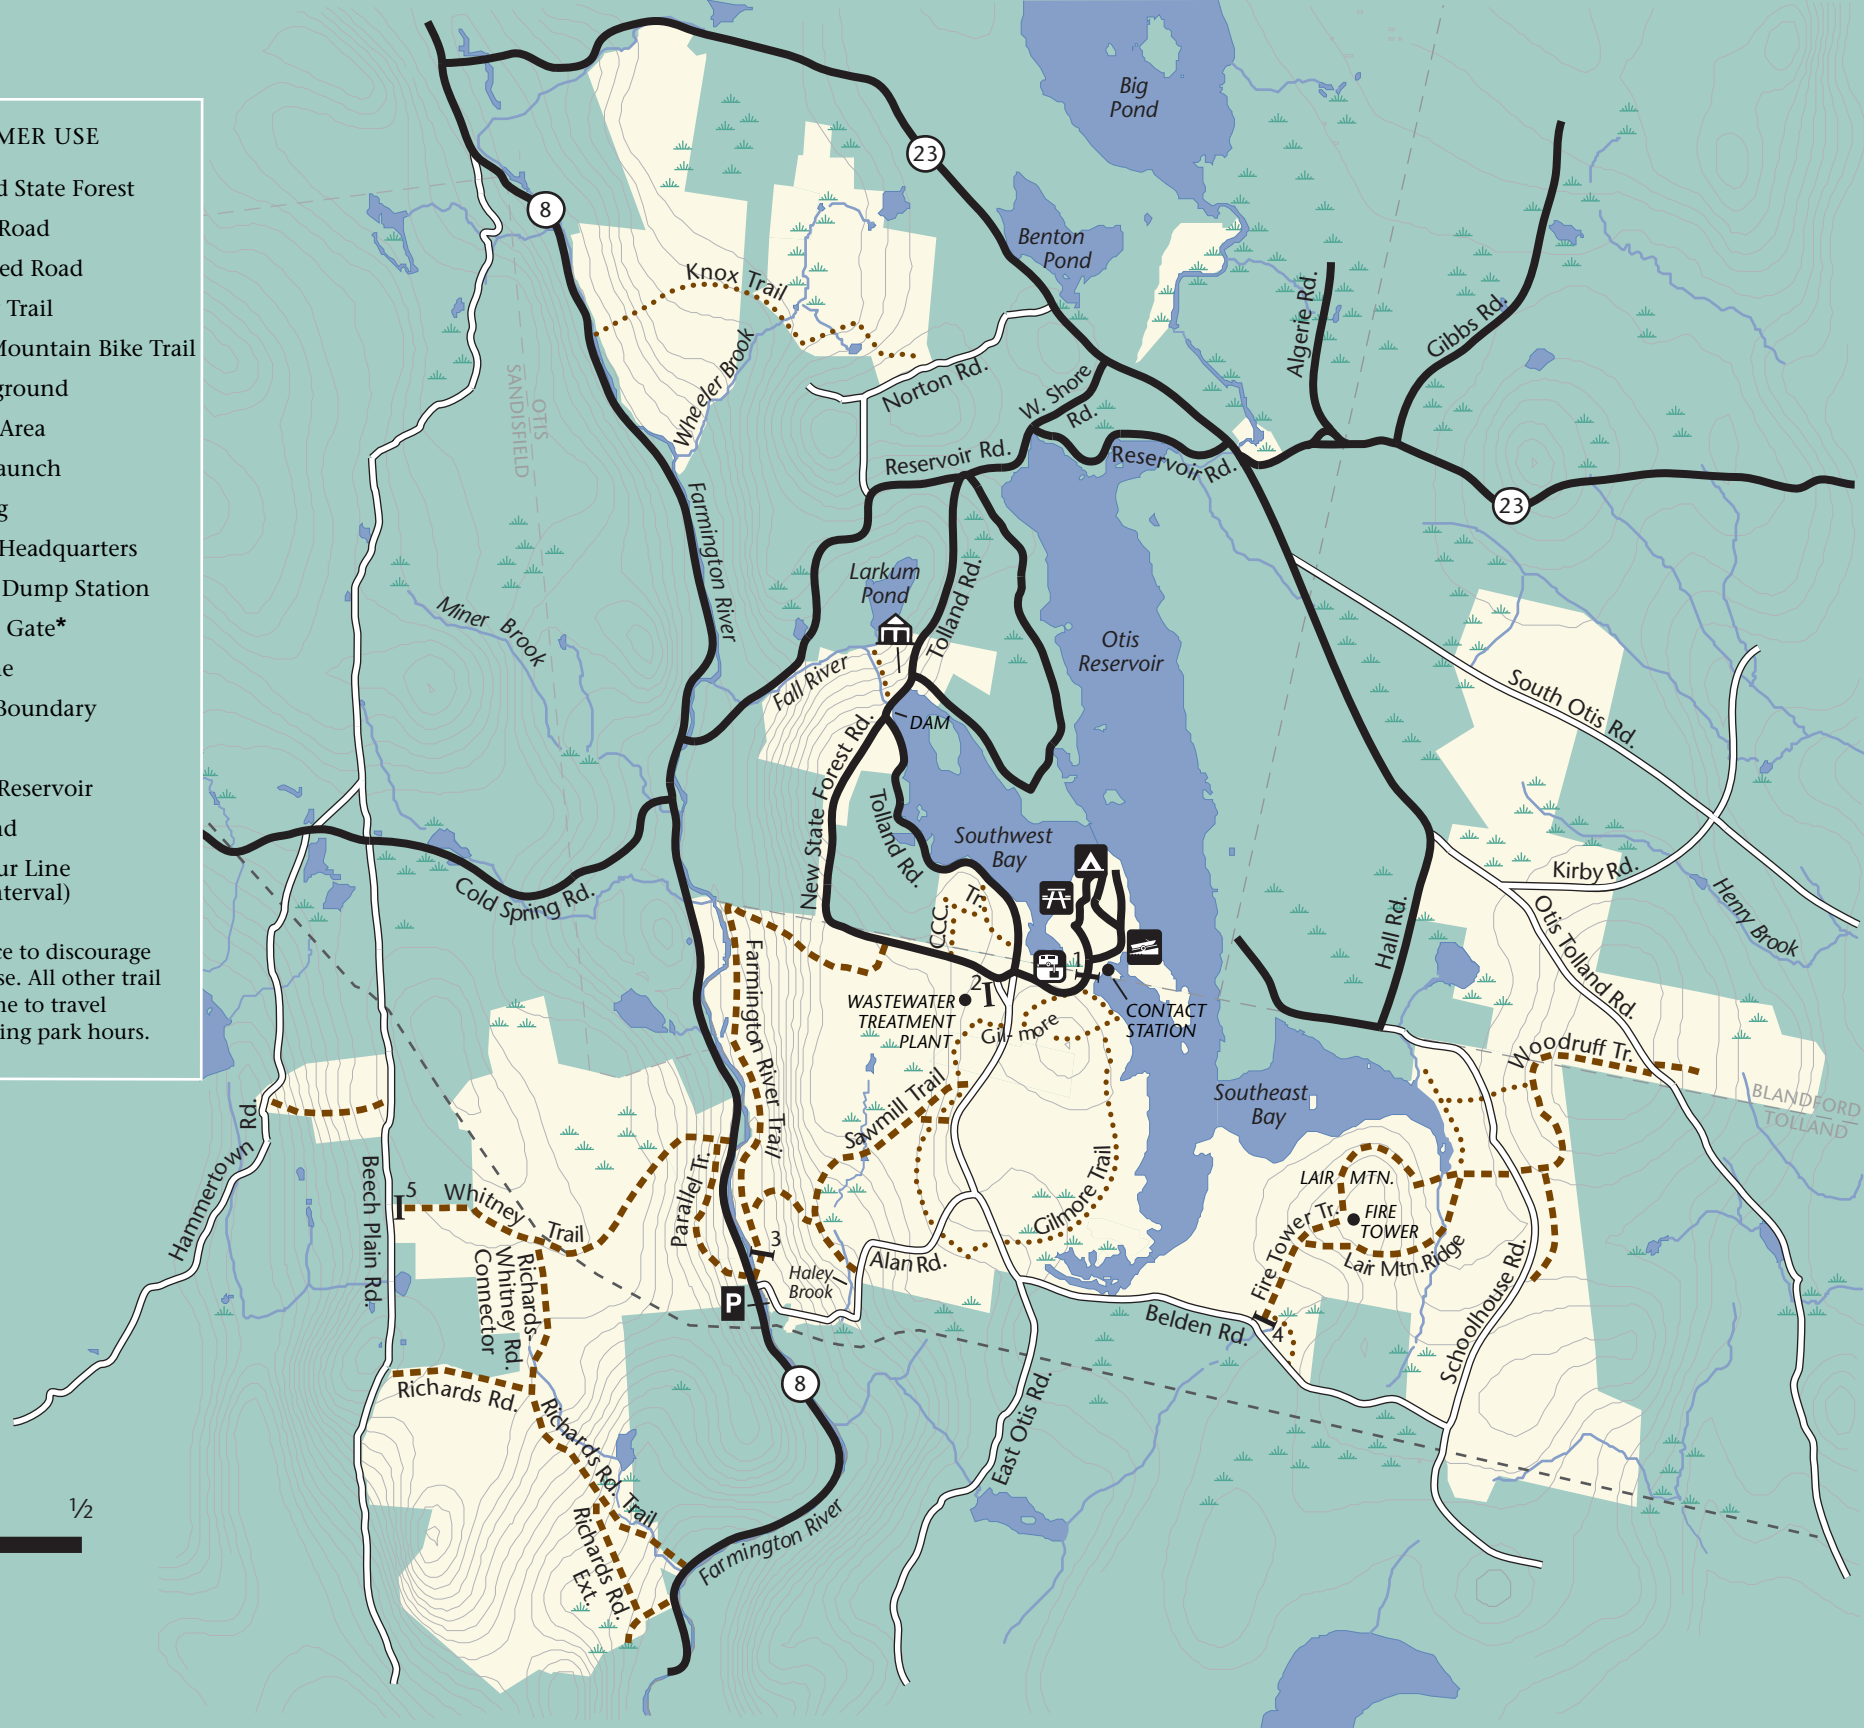 MER USE
d State Forest
Road
ed Road
Trail
Mountain Bike Trail
ground
Area
aunch
g
Headquarters
Dump Station
Gate*
ne
Boundary
Reservoir
nd
ur Line
terval)
ce to discourage
se. All other trail
me to travel
ing park hours.
½
8
23
Big
Pond
Benton
Pond
Knox Trail
Wheeler Brook
Norton Rd.
W. Shore
Rd.
Reservoir Rd.
Reservoir Rd.
Algerie Rd.
Gibbs Rd.
23
OTIS
SANDISFIELD
Farmington River
Miner Brook
Larkum
Pond
Tolland Rd.
Fall River
DAM
Otis
Reservoir
South Otis Rd.
New State Forest Rd.
Tolland Rd.
Southwest
Bay
Cold Spring Rd.
CCC.
Tr.
Kirby Rd.
Henry Brook
Hall Rd.
Otis Tolland Rd.
1
2
WASTEWATER
TREATMENT
PLANT
CONTACT
STATION
Gil- more
Farmington River Trail
Sawmill Trail
Southeast
Bay
Woodruff Tr.
BLANDFORD
TOLLAND
Hammertown Rd.
Beech Plain Rd.
5
Whitney Trail
Parallel Tr.
3
Gilmore Trail
LAIR MTN.
FIRE
TOWER
Fire Tower Tr.
Lair Mtn.Ridge
Alan Rd.
Haley
Brook
P
Richards-
Whitney Rd.
Connector
Belden Rd.
4
Schoolhouse Rd.
Richards Rd.
8
Richards Rd. Trail
East Otis Rd.
Richards Rd.
Ext.
Farmington River